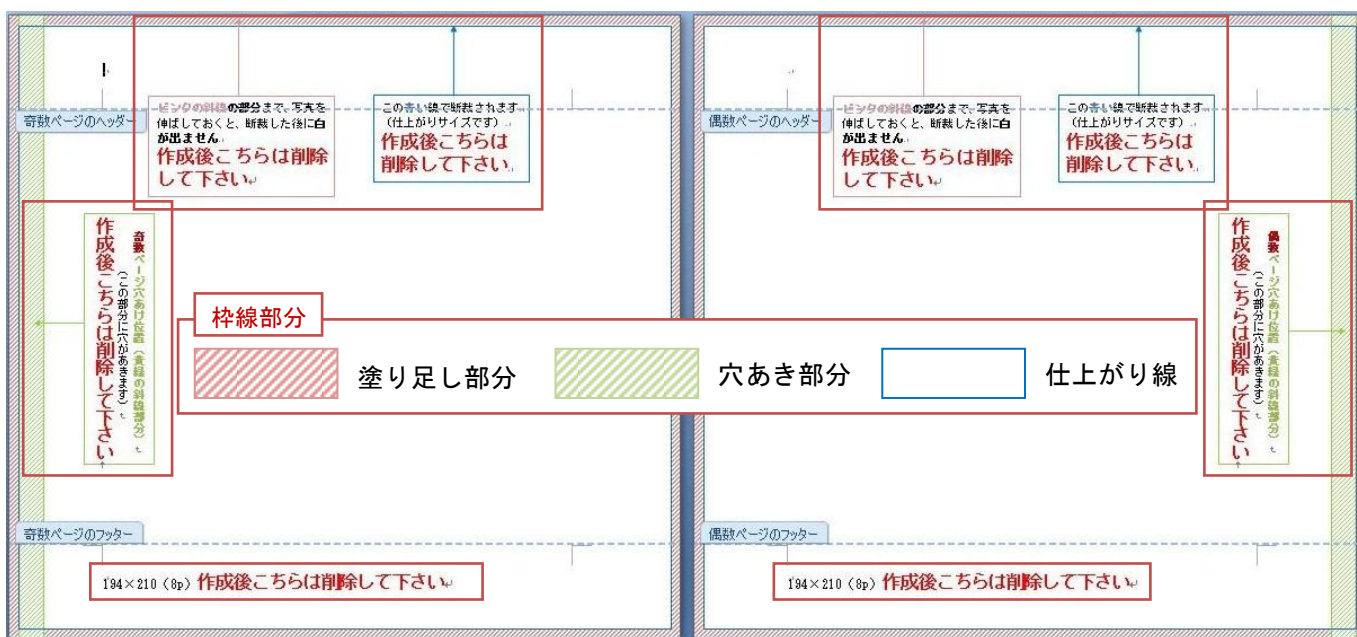 ピンクの斜線の部分まで、写真を
伸ばしておくと、断裁した後に白
が出ません。
作成後こちらは削除
して下さい
この青い線で断裁されます。
（仕上がりサイズです）。
作成後こちらは
削除して下さい。
奇数ページのヘッダー
ピンクの斜線の部分まで、写真を
伸ばしておくと、断裁した後に白
が出ません。
作成後こちらは削除
して下さい
この青い線で断裁されます。
（仕上がりサイズです）。
作成後こちらは
削除して下さい。
偶数ページのヘッダー
奇数ページ穴あけ位置（黄緑の斜線部分）
（この部分に穴があきます）
作成後こちらは削除して下さい
偶数ページ穴あけ位置（黄緑の斜線部分）
（この部分に穴があきます）
作成後こちらは削除して下さい
枠線部分
塗り足し部分
穴あき部分
仕上がり線
奇数ページのフッター
偶数ページのフッター
194×210（8p）作成後こちらは削除して下さい
194×210（8p）作成後こちらは削除して下さい